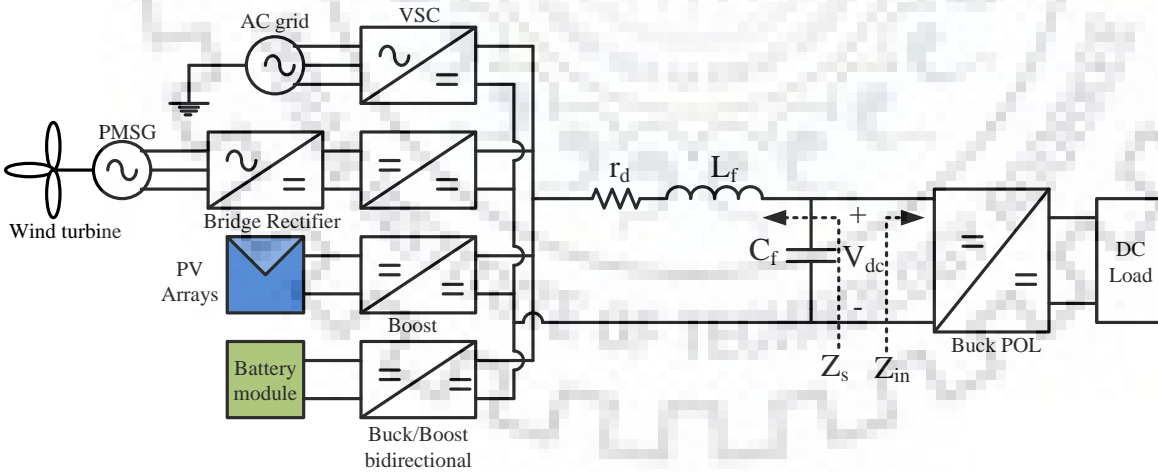 AC grid
VSC
PMSG
Wind turbine
Bridge Rectifier
PV
Arrays
Boost
Battery
module
Buck/Boost
bidirectional
r_d
L_f
C_f
+
V_dc
-
Z_s
Z_in
Buck POL
DC
Load